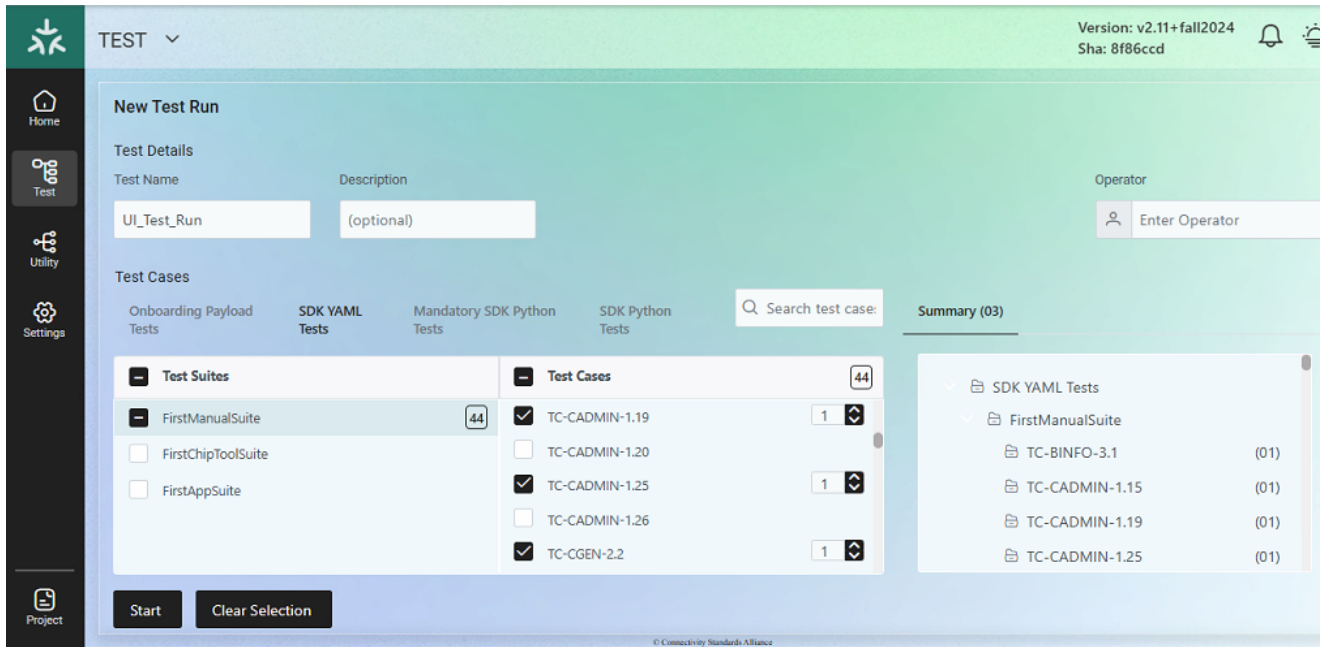 TEST
Version: v2.11+fall2024
Sha: 8f86ccd
Home
Test
Utility
Settings
Project
New Test Run
Test Details
Test Name
Description
Operator
UI_Test_Run
(optional)
Enter Operator
Test Cases
Onboarding Payload
Tests
SDK YAML
Tests
Mandatory SDK Python
Tests
SDK Python
Tests
Search test case:
Summary (03)
Test Suites
Test Cases
44
FirstManualSuite
44
FirstChipToolSuite
FirstAppSuite
TC-CADMIN-1.19
1
TC-CADMIN-1.20
TC-CADMIN-1.25
1
TC-CADMIN-1.26
TC-CGEN-2.2
1
SDK YAML Tests
FirstManualSuite
TC-BINFO-3.1 (01)
TC-CADMIN-1.15 (01)
TC-CADMIN-1.19 (01)
TC-CADMIN-1.25 (01)
Start
Clear Selection
© Connectivity Standards Alliance